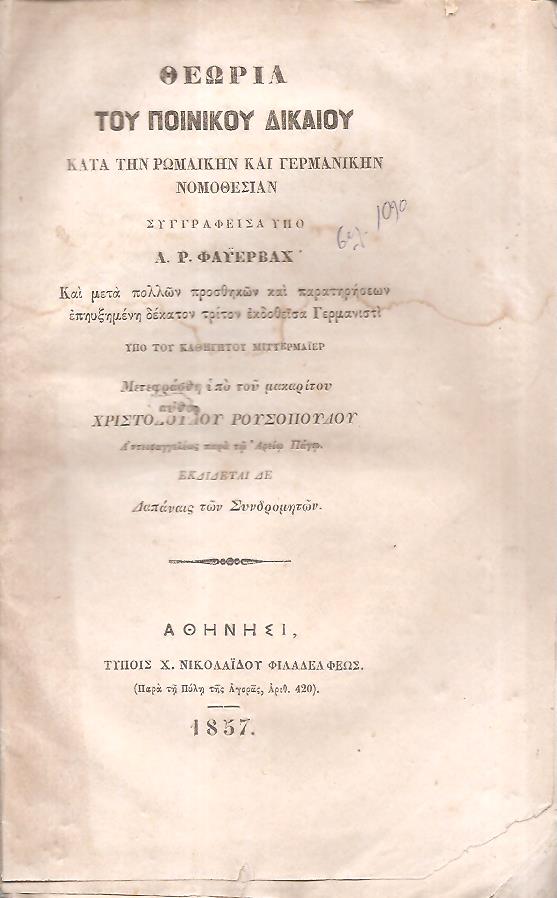 ΘΕΩΡΙΑ
ΤΟΥ ΠΟΙΝΙΚΟΥ ΔΙΚΑΙΟΥ
ΚΑΤΑ ΤΗΝ ΡΩΜΑΙΚΗΝ ΚΑΙ ΓΕΡΜΑΝΙΚΗΝ
ΝΟΜΟΘΕΣΙΑΝ
ΣΥΓΓΡΑΦΕΙΣΑ ΥΠΟ
Α. Ρ. ΦΑΥΕΡΒΑΧ
Καὶ μετὰ πολλῶν προσθηκῶν καὶ παρατηρήσεων
ἐπηυξημένη δέκατον τρίτον ἐκδοθεῖσα Γερμανιστὶ
ΥΠΟ ΤΟΥ ΚΑΘΗΓΗΤΟΥ ΜΙΤΤΕΡΜΑΪΕΡ
Μετεφράσθη ὑπὸ τοῦ μακαρίτου
ΧΡΙΣΤΟΔΟΥΛΟΥ ΡΟΥΣΟΠΟΥΛΟΥ
Ἀντεισαγγελέως παρὰ τῷ Ἀρείῳ Πάγῳ.
ΕΚΔΙΔΕΤΑΙ ΔΕ
Δαπάναις τῶν Συνδρομητῶν.
ΑΘΗΝΗΣΙ,
ΤΥΠΟΙΣ Χ. ΝΙΚΟΛΑΪΔΟΥ ΦΙΛΑΔΕΛΦΕΩΣ.
(Παρὰ τῇ Πύλῃ τῆς Ἀγορᾶς, Ἀριθ. 420).
1857.